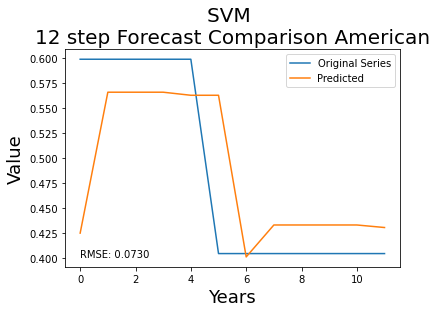 SVM
12 step Forecast Comparison American
Value
0.600
0.575
0.550
0.525
0.500
0.475
0.450
0.425
0.400
Original Series
Predicted
RMSE: 0.0730
0 2 4 6 8 10
Years